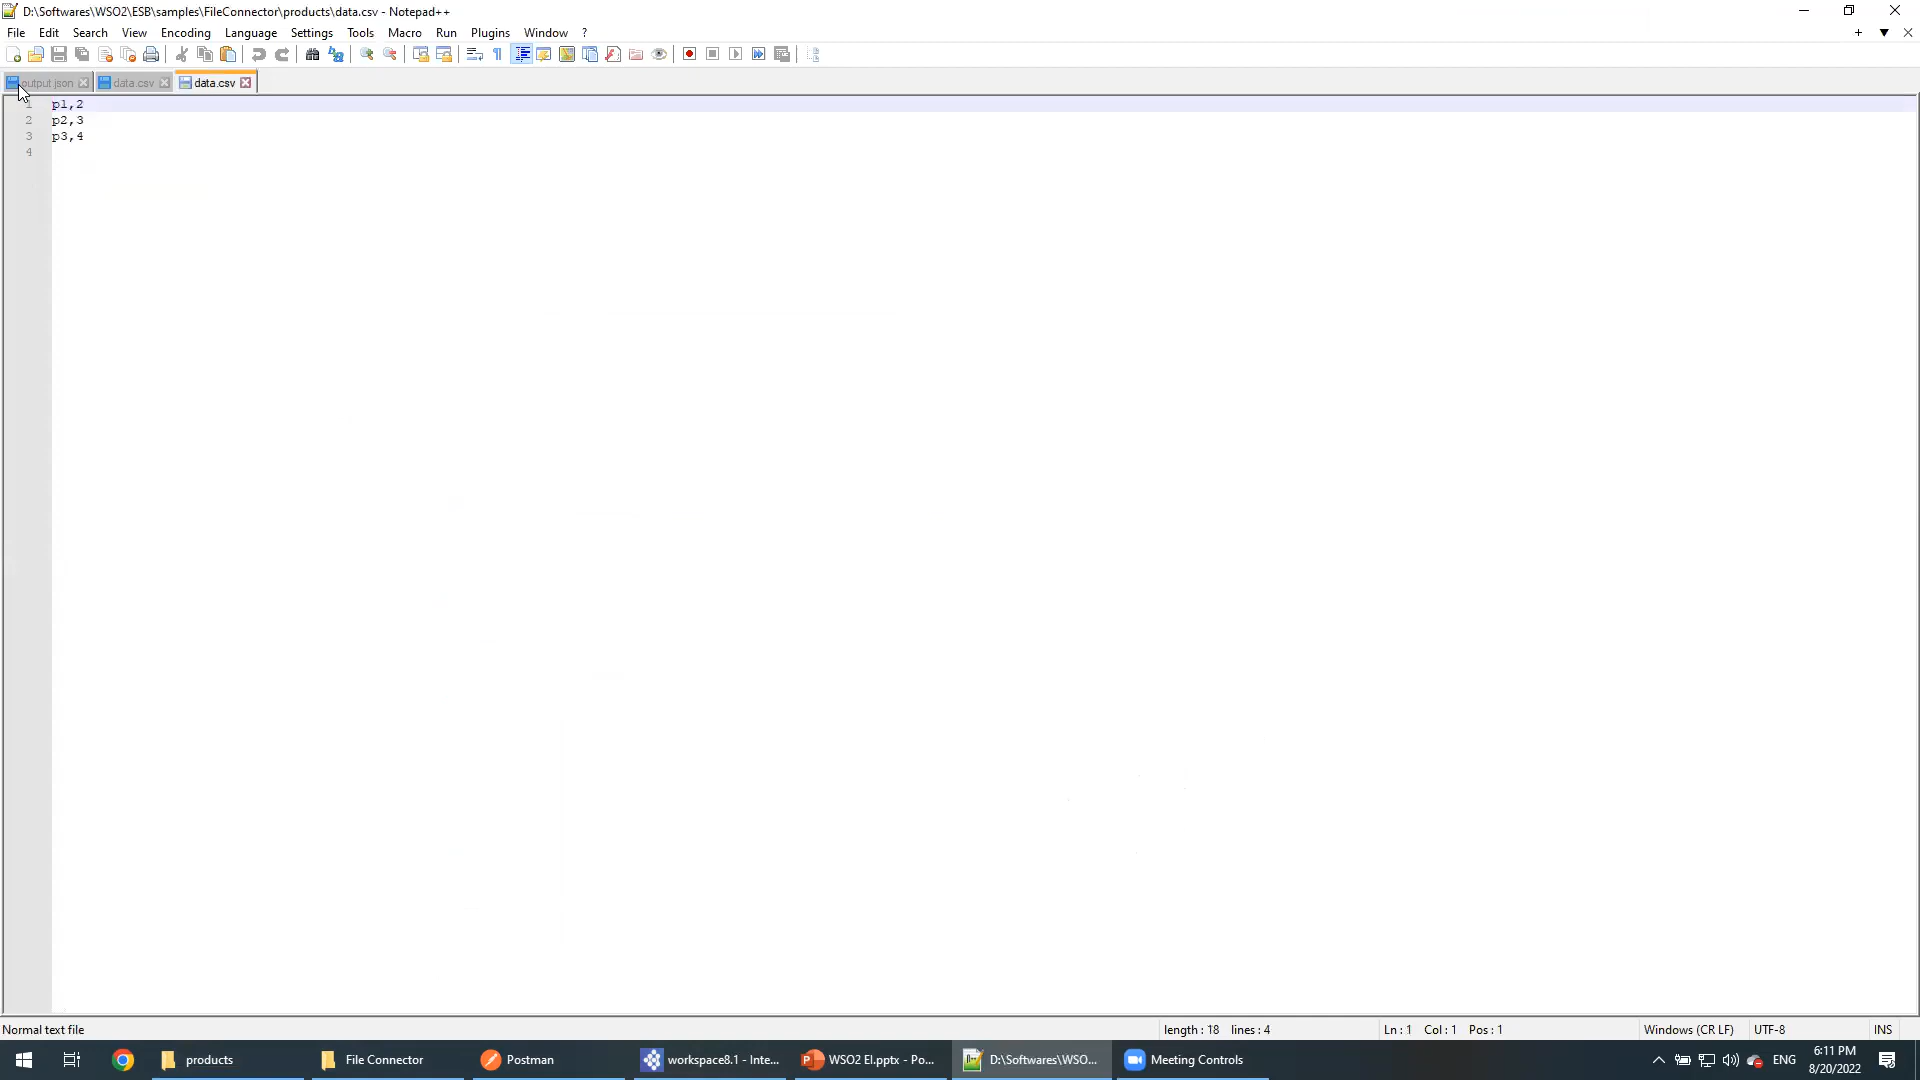 D:\Softwares\WSO2\ESB\samples\FileConnector\products\data.csv - Notepad++
File Edit Search View Encoding Language Settings Tools Macro Run Plugins Window ?
output.json data.csv data.csv
1 p1,2
2 p2,3
3 p3,4
4
Normal text file length : 18 lines : 4 Ln : 1 Col : 1 Pos : 1 Windows (CR LF) UTF-8 INS
products File Connector Postman workspace8.1 - Inte... WSO2 EI.pptx - Po... D:\Softwares\WSO... Meeting Controls ENG 6:11 PM
8/20/2022